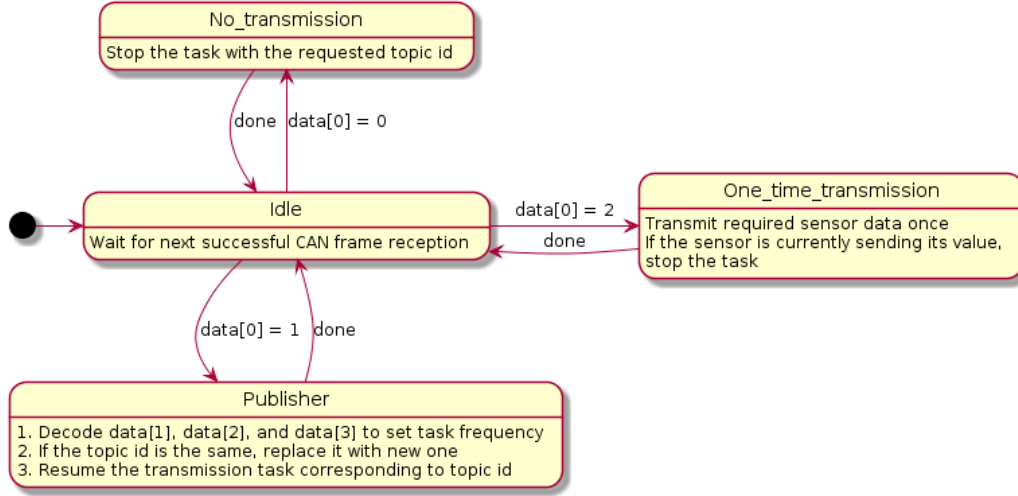 No_transmission
Stop the task with the requested topic id
done
data[0] = 0
Idle
Wait for next successful CAN frame reception
data[0] = 2
done
One_time_transmission
Transmit required sensor data once
If the sensor is currently sending its value,
stop the task
data[0] = 1
done
Publisher
1. Decode data[1], data[2], and data[3] to set task frequency
2. If the topic id is the same, replace it with new one
3. Resume the transmission task corresponding to topic id